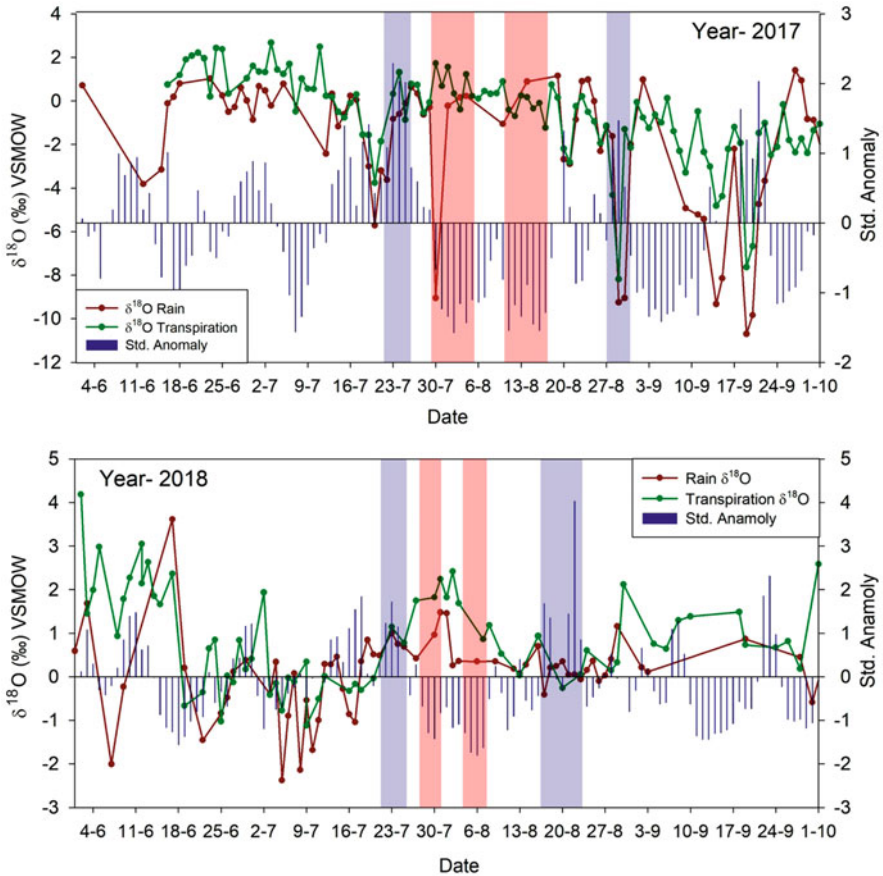 Year- 2017
4
2
0
-2
-4
-6
-8
-10
-12
δ¹⁸O (‰) VSMOW
3
2
1
0
-1
-2
Std. Anomaly
δ¹⁸O Rain
δ¹⁸O Transpiration
Std. Anomaly
4-6 11-6 18-6 25-6 2-7 9-7 16-7 23-7 30-7 6-8 13-8 20-8 27-8 3-9 10-9 17-9 24-9 1-10
Date
Year- 2018
5
4
3
2
1
0
-1
-2
-3
δ¹⁸O (‰) VSMOW
5
4
3
2
1
0
-1
-2
-3
Std. Anamoly
Rain δ¹⁸O
Transpiration δ¹⁸O
Std. Anamoly
4-6 11-6 18-6 25-6 2-7 9-7 16-7 23-7 30-7 6-8 13-8 20-8 27-8 3-9 10-9 17-9 24-9 1-10
Date